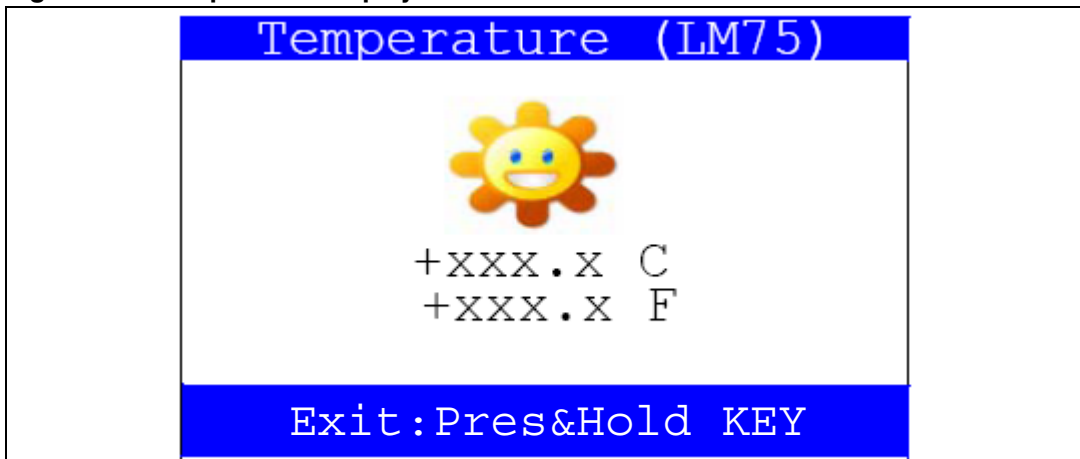 Temperature (LM75)
+xxx.x C
+xxx.x F
Exit:Pres&Hold KEY